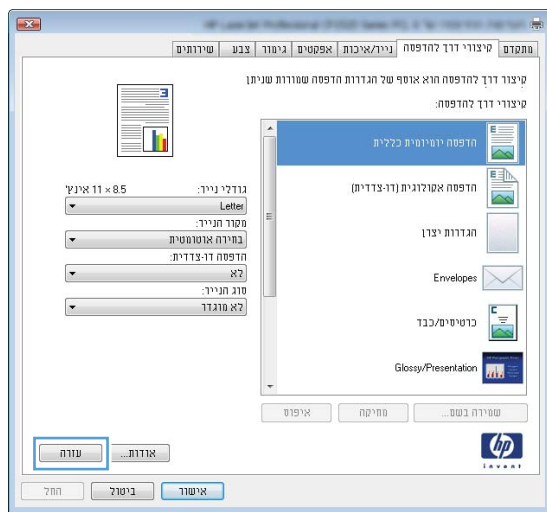 מתקדם קיצורי דרך להדפסה נייר/איכות אפקטים גימור צבע שירותים
קיצור דרך להדפסה הוא אוסף של הגדרות הדפסה שמורות שניתן
קיצורי דרך להדפסה:
הדפסה יומיומית כללית
הדפסה אקולוגית (דו-צדדית)
הגדרות יצרן
Envelopes
כרטיסים/כבד
Glossy/Presentation
שמירה בשם... מחיקה איפוס
גודלי נייר: 8.5 × 11 אינץ'
Letter
מקור הנייר:
בחירה אוטומטית
הדפסה דו-צדדית:
לא
סוג הנייר:
לא מוגדר
אודות... עזרה
hp
invent
אישור ביטול החל